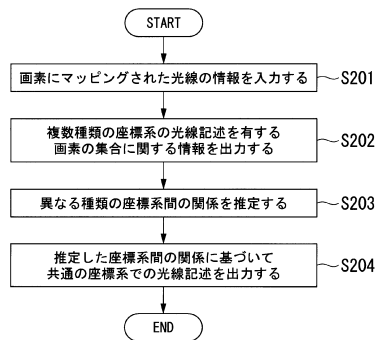 START
画素にマッピングされた光線の情報を入力する
S201
複数種類の座標系の光線記述を有する
画素の集合に関する情報を出力する
S202
異なる種類の座標系間の関係を推定する
S203
推定した座標系間の関係に基づいて
共通の座標系での光線記述を出力する
S204
END